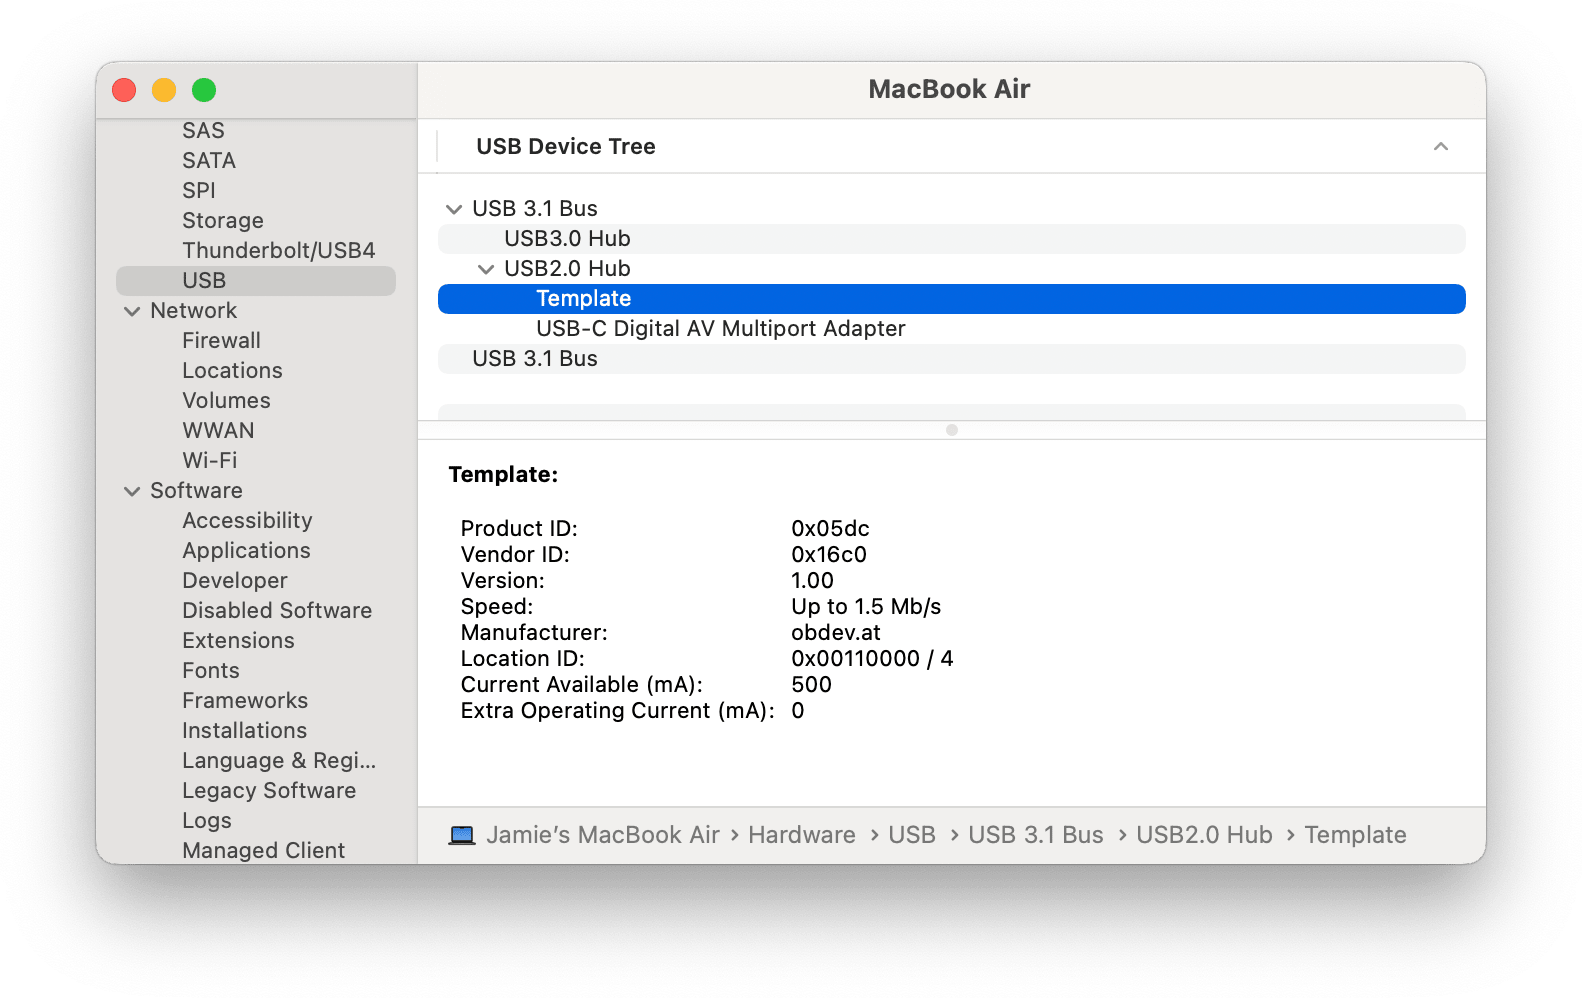 MacBook Air
SAS
SATA
SPI
Storage
Thunderbolt/USB4
USB
Network
Firewall
Locations
Volumes
WWAN
Wi-Fi
Software
Accessibility
Applications
Developer
Disabled Software
Extensions
Fonts
Frameworks
Installations
Language & Regi...
Legacy Software
Logs
Managed Client
USB Device Tree
USB 3.1 Bus
USB3.0 Hub
USB2.0 Hub
Template
USB-C Digital AV Multiport Adapter
USB 3.1 Bus
Template:
Product ID: 0x05dc
Vendor ID: 0x16c0
Version: 1.00
Speed: Up to 1.5 Mb/s
Manufacturer: obdev.at
Location ID: 0x00110000 / 4
Current Available (mA): 500
Extra Operating Current (mA): 0
Jamie’s MacBook Air › Hardware › USB › USB 3.1 Bus › USB2.0 Hub › Template